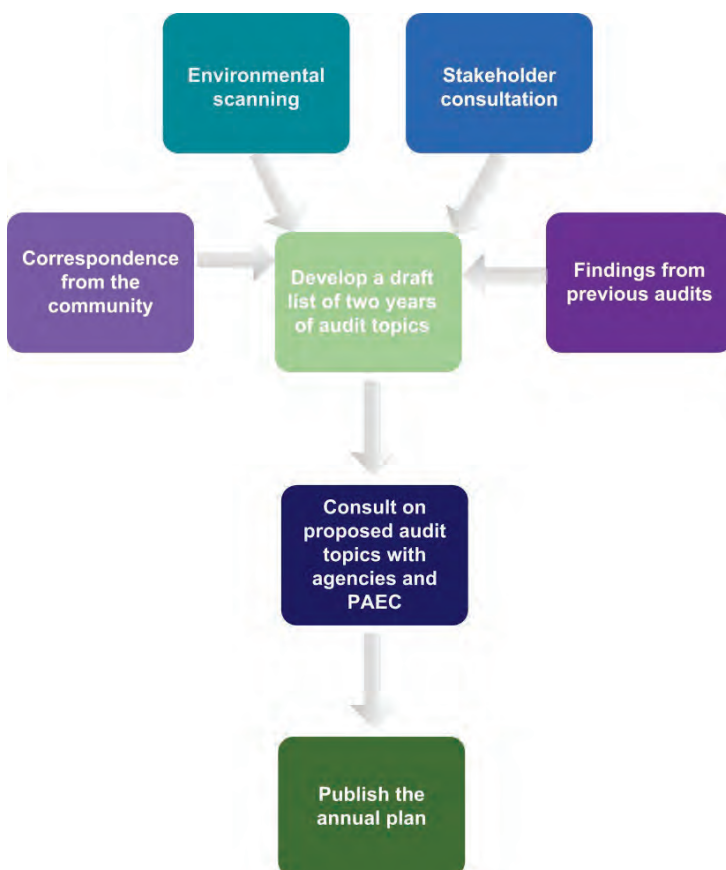 Environmental
scanning
Stakeholder
consultation
Correspondence
from the
community
Develop a draft
list of two years
of audit topics
Findings from
previous audits
Consult on
proposed audit
topics with
agencies and
PAEC
Publish the
annual plan